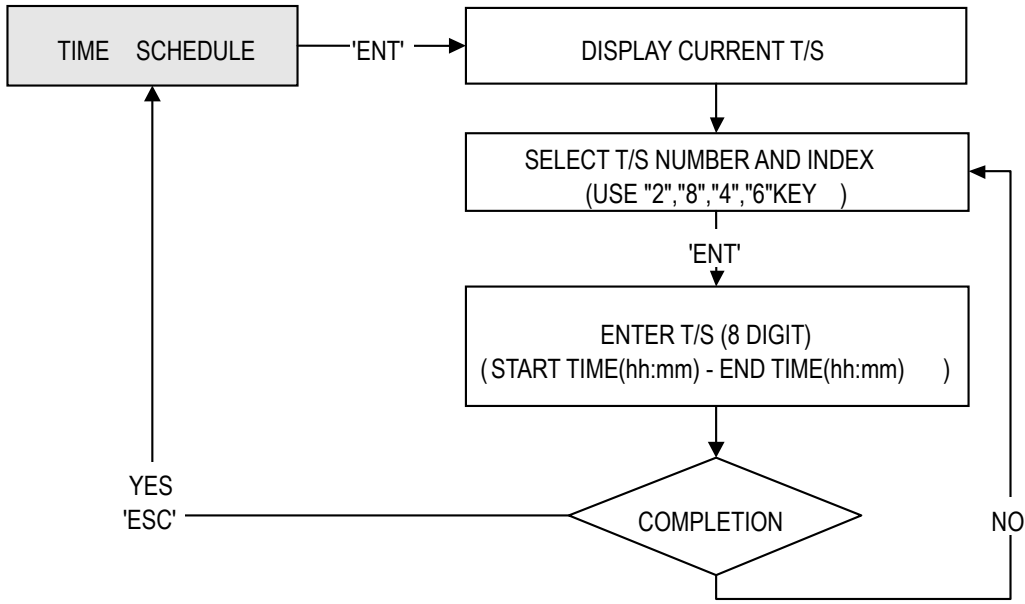 TIME SCHEDULE
'ENT'
DISPLAY CURRENT T/S
SELECT T/S NUMBER AND INDEX
(USE "2","8","4","6"KEY )
'ENT'
ENTER T/S (8 DIGIT)
( START TIME(hh:mm) - END TIME(hh:mm) )
YES
'ESC'
COMPLETION
NO